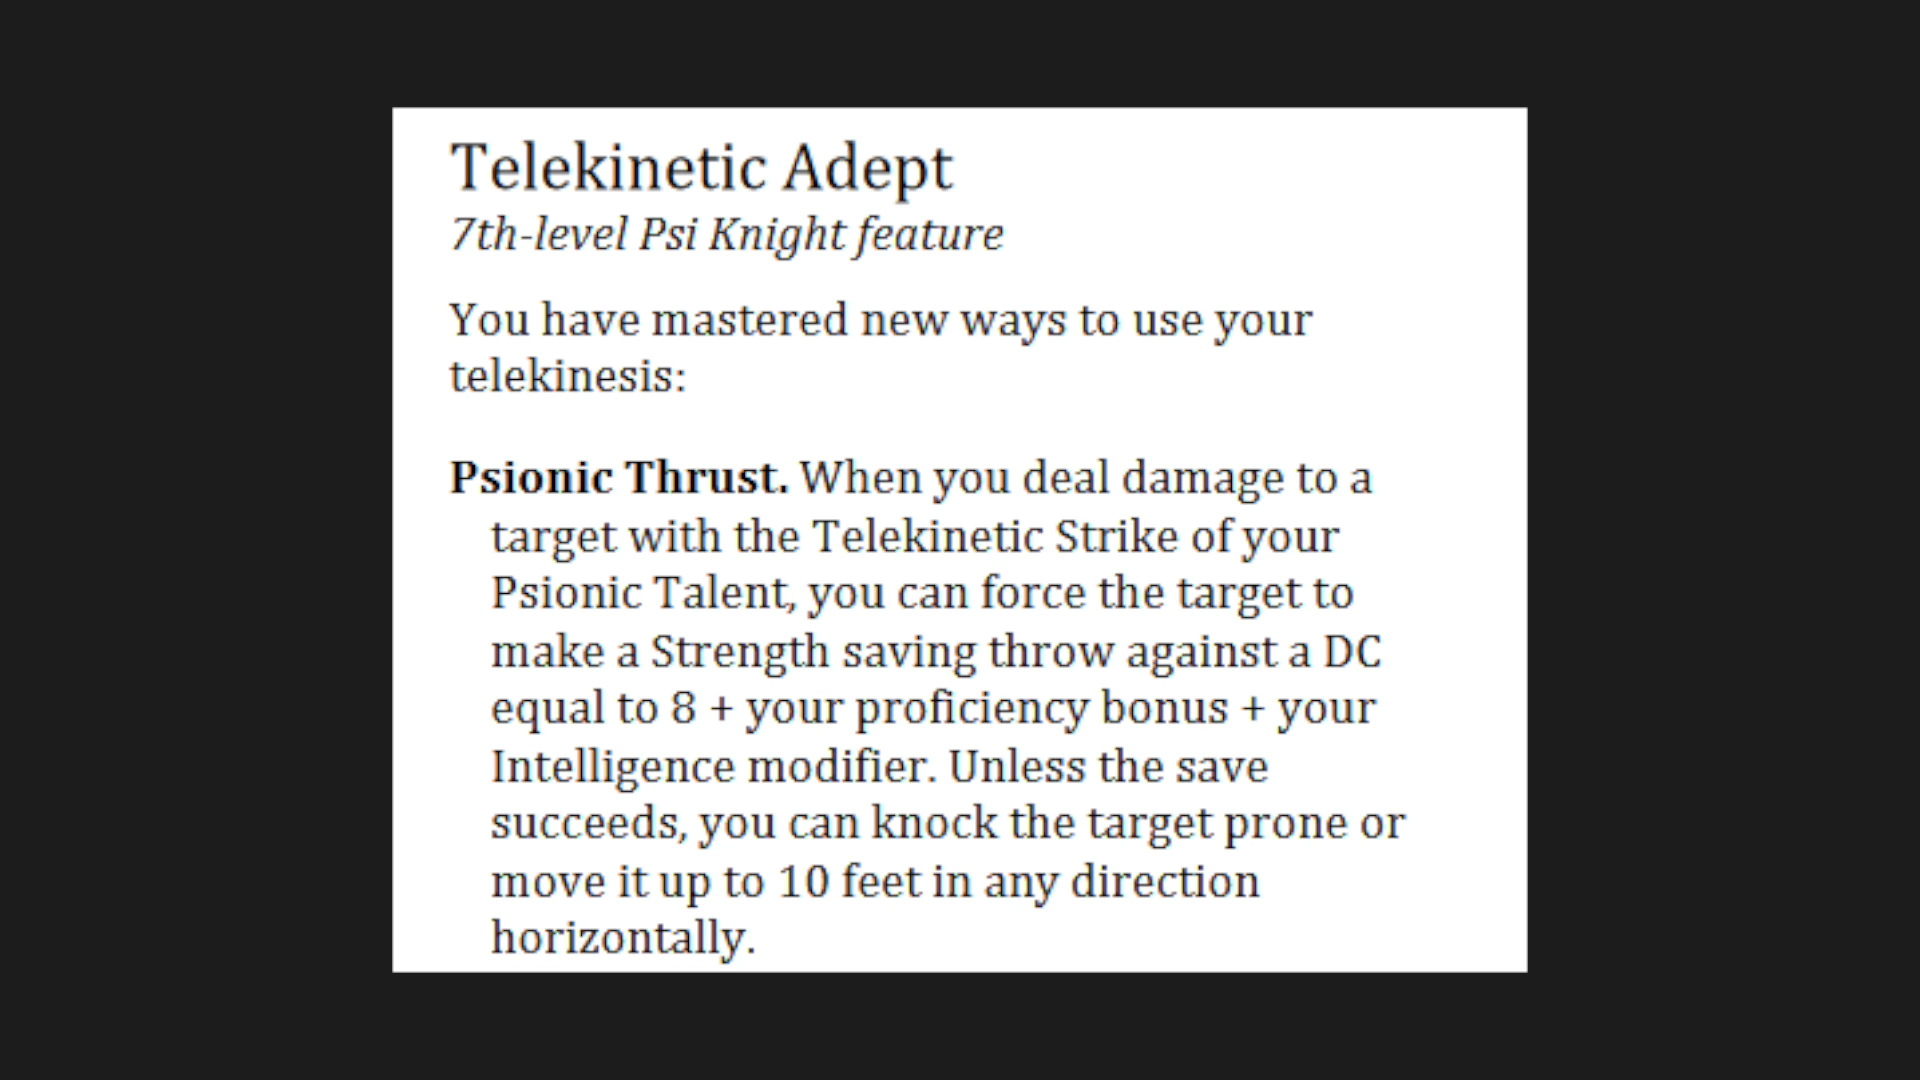 Telekinetic Adept
7th-level Psi Knight feature
You have mastered new ways to use your
telekinesis:
Psionic Thrust. When you deal damage to a
target with the Telekinetic Strike of your
Psionic Talent, you can force the target to
make a Strength saving throw against a DC
equal to 8 + your proficiency bonus + your
Intelligence modifier. Unless the save
succeeds, you can knock the target prone or
move it up to 10 feet in any direction
horizontally.